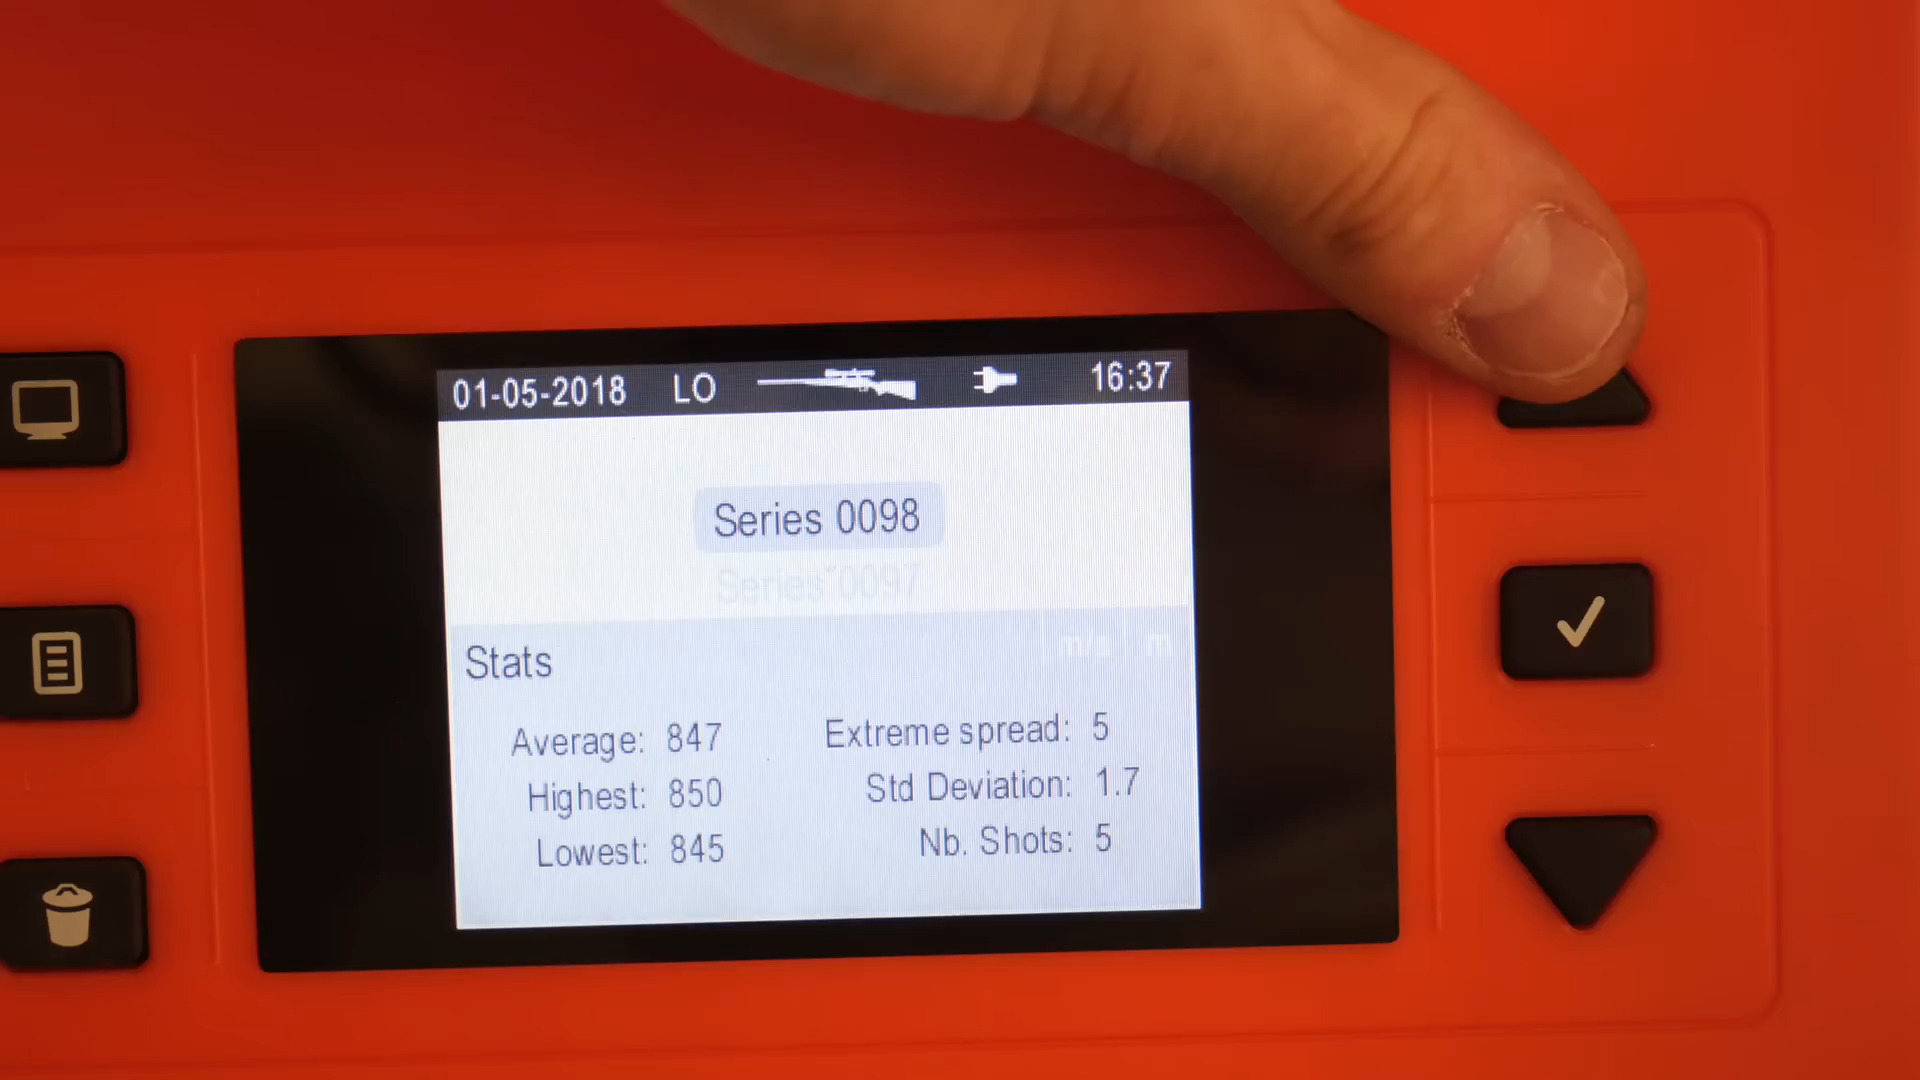 01-05-2018 LO 16:37
Series 0098
Series 0097
m/s m
Stats
Average: 847 Extreme spread: 5
Highest: 850 Std Deviation: 1.7
Lowest: 845 Nb. Shots: 5